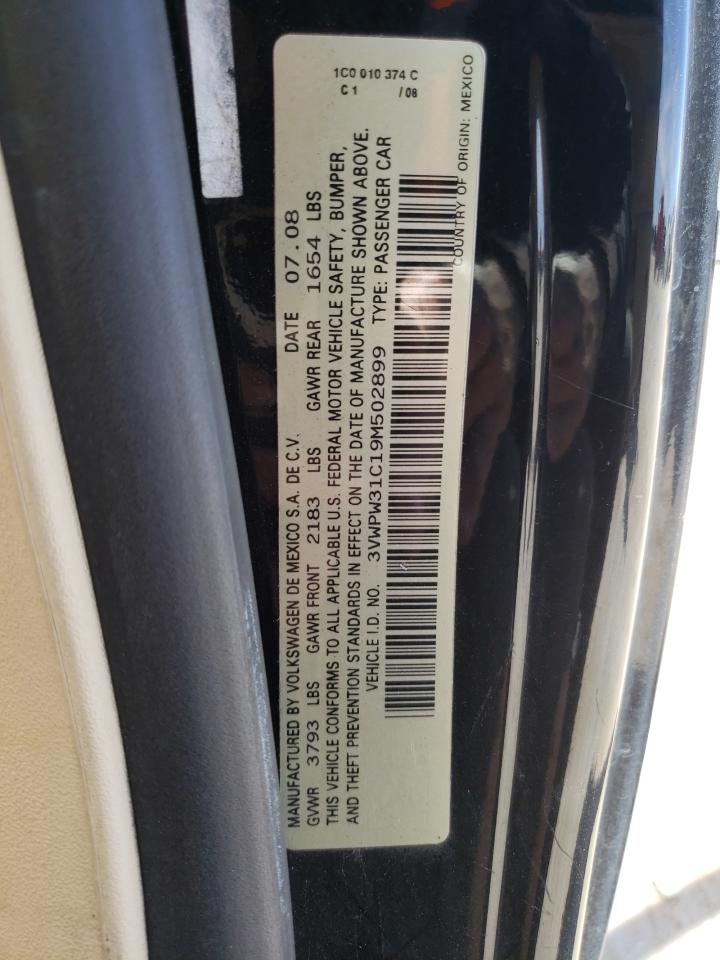 1C0 010 374 C
C 1 /08
MANUFACTURED BY VOLKSWAGEN DE MEXICO S.A. DE C.V. DATE 07.08
GVWR 3793 LBS GAWR FRONT 2183 LBS GAWR REAR 1654 LBS
THIS VEHICLE CONFORMS TO ALL APPLICABLE U.S. FEDERAL MOTOR VEHICLE SAFETY, BUMPER,
AND THEFT PREVENTION STANDARDS IN EFFECT ON THE DATE OF MANUFACTURE SHOWN ABOVE.
VEHICLE I.D. NO. 3VWPW31C19M502899 TYPE: PASSENGER CAR
COUNTRY OF ORIGIN: MEXICO